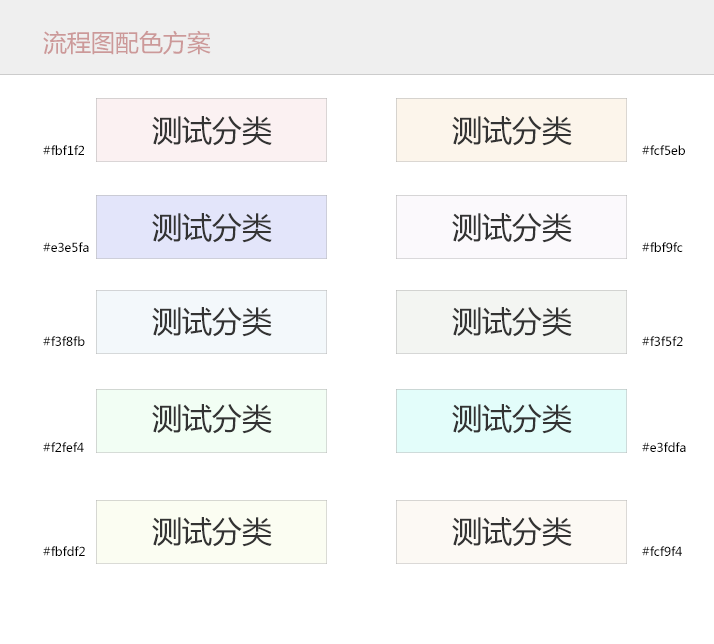 流程图配色方案
测试分类
测试分类
#fbf1f2
#fcf5eb
测试分类
测试分类
#e3e5fa
#fbf9fc
测试分类
测试分类
#f3f8fb
#f3f5f2
测试分类
测试分类
#f2fef4
#e3fdfa
测试分类
测试分类
#fbfdf2
#fcf9f4